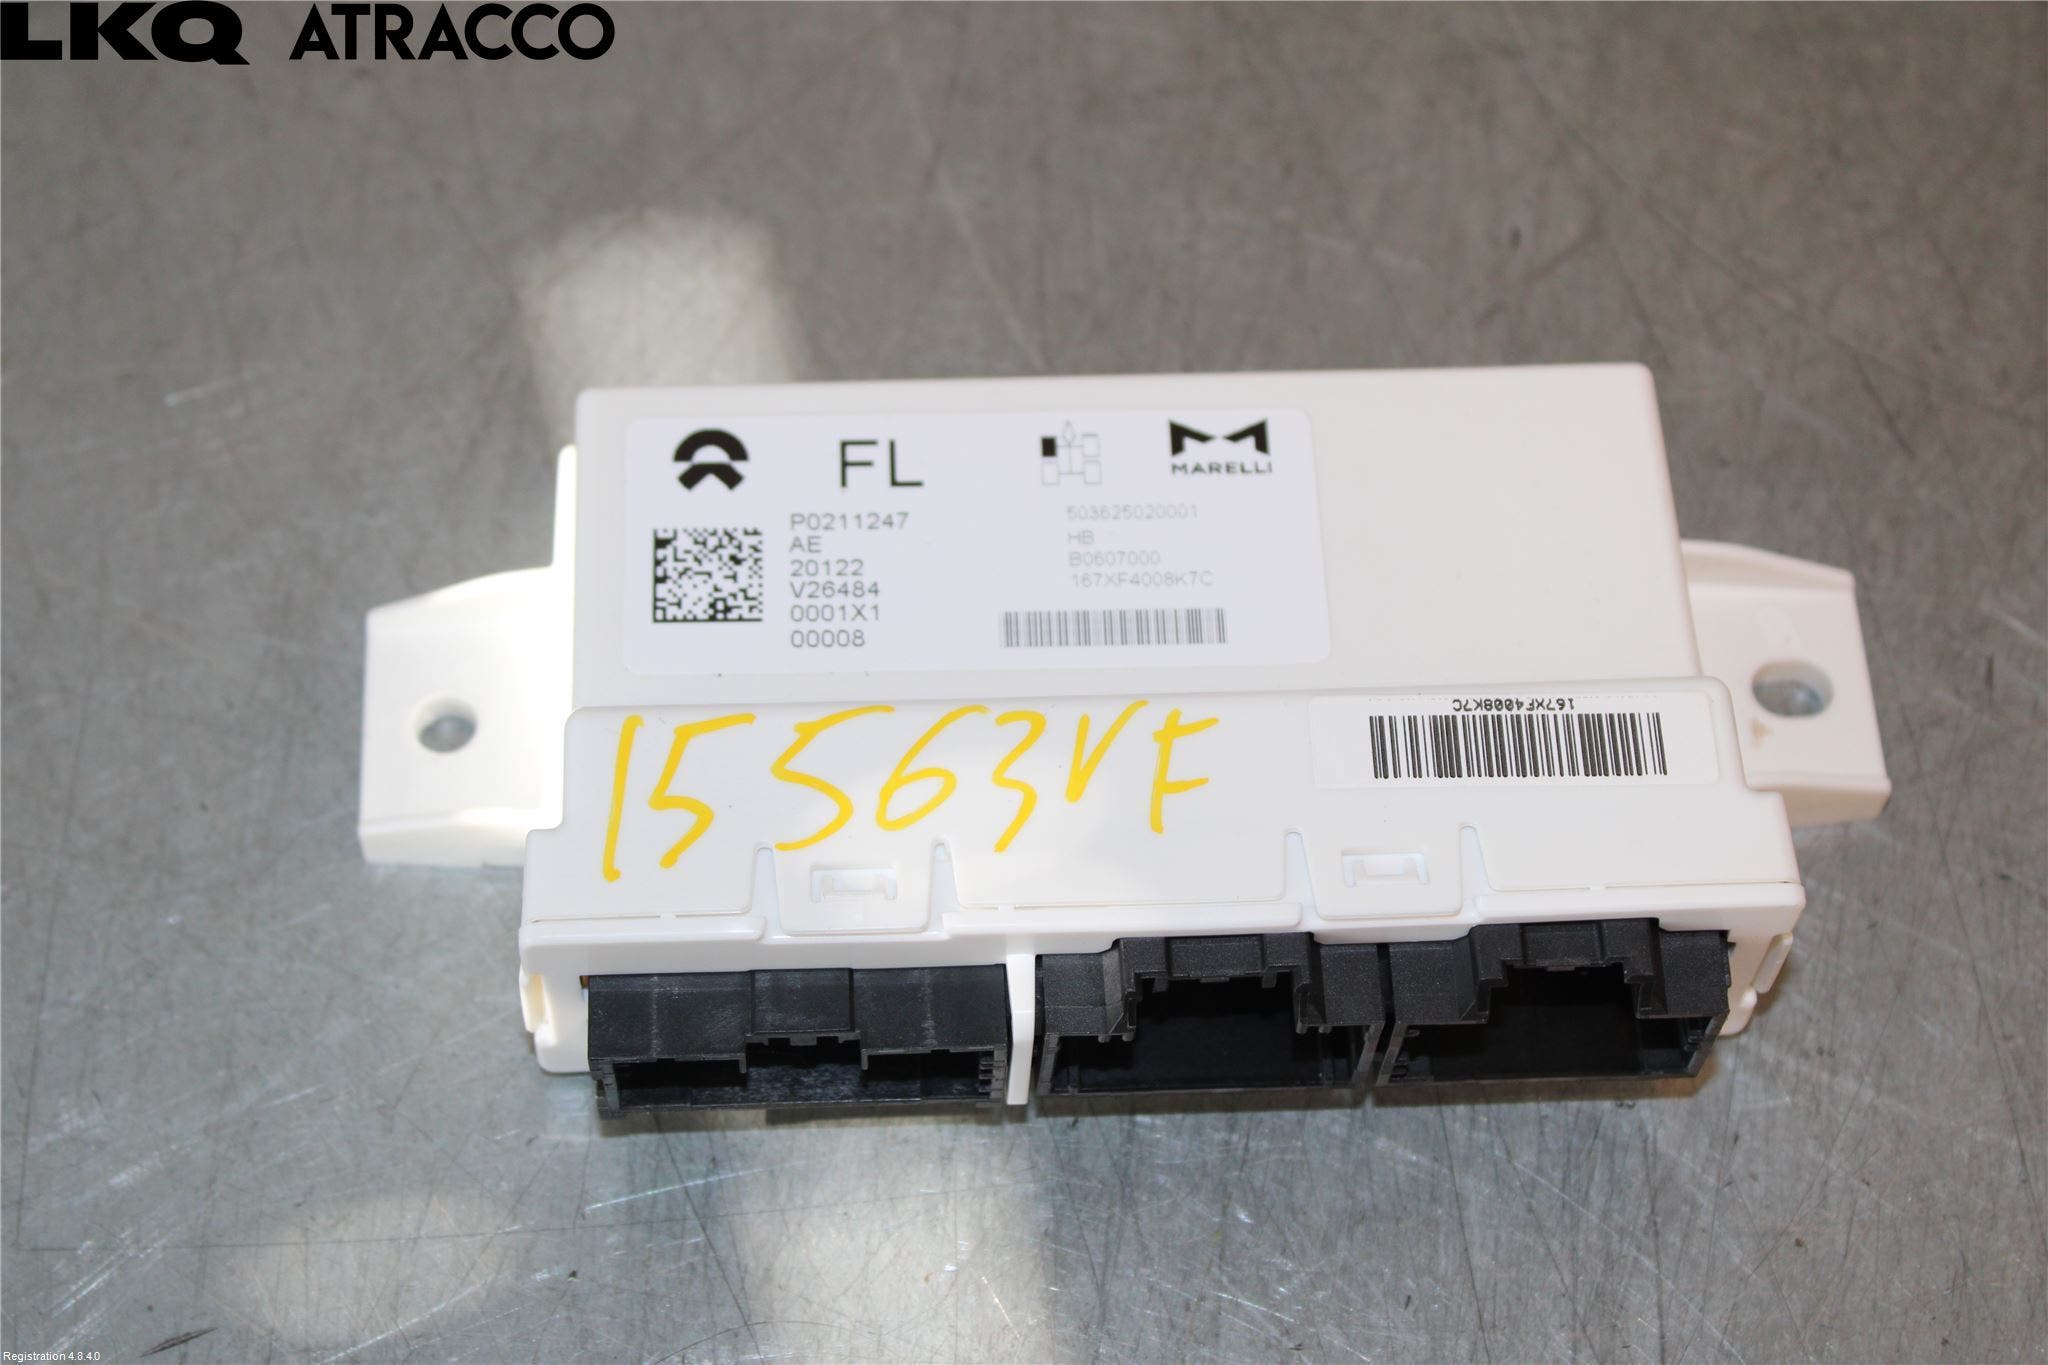 LKQ ATRACCO
FL
MARELLI
P0211247
AE
20122
V26484
0001X1
00008
503625020001
HB
B0607000
167XF4008K7C
167XF4008K7C
15563VF
Registration 4.8.4.0